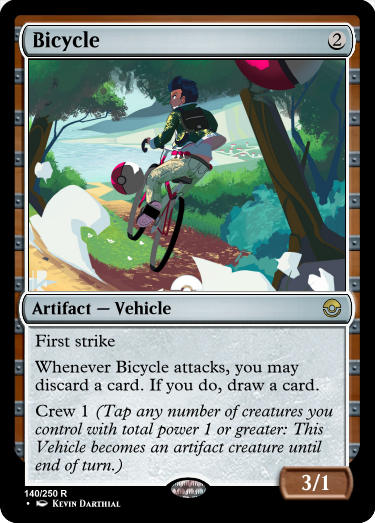 Bicycle 2
Artifact — Vehicle
First strike
Whenever Bicycle attacks, you may
discard a card. If you do, draw a card.
Crew 1 (Tap any number of creatures you
control with total power 1 or greater: This
Vehicle becomes an artifact creature until
end of turn.)
3/1
140/250 R
• Kevin Darthial